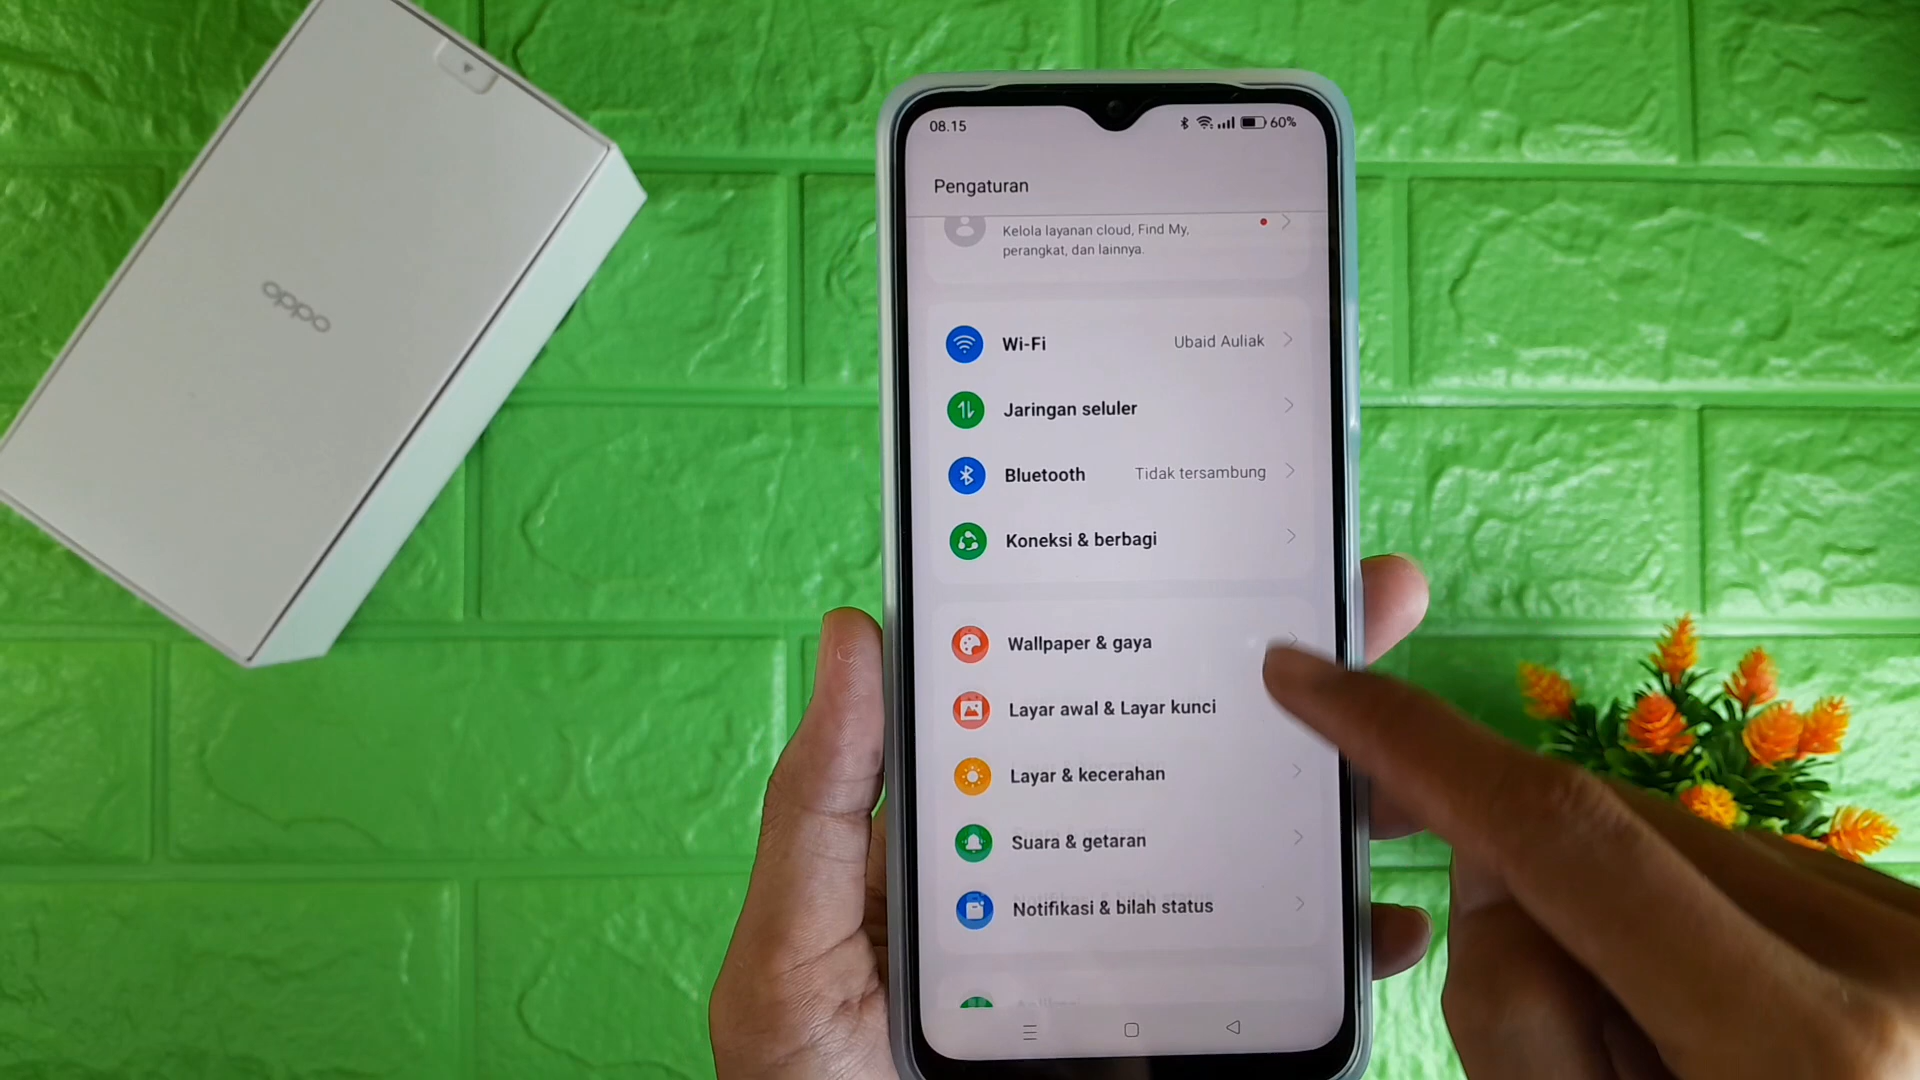 oppo
08.15
60%
Pengaturan
Kelola layanan cloud, Find My,
perangkat, dan lainnya.
Wi-Fi
Ubaid Auliak
Jaringan seluler
Bluetooth
Tidak tersambung
Koneksi & berbagi
Wallpaper & gaya
Layar awal & Layar kunci
Layar & kecerahan
Suara & getaran
Notifikasi & bilah status